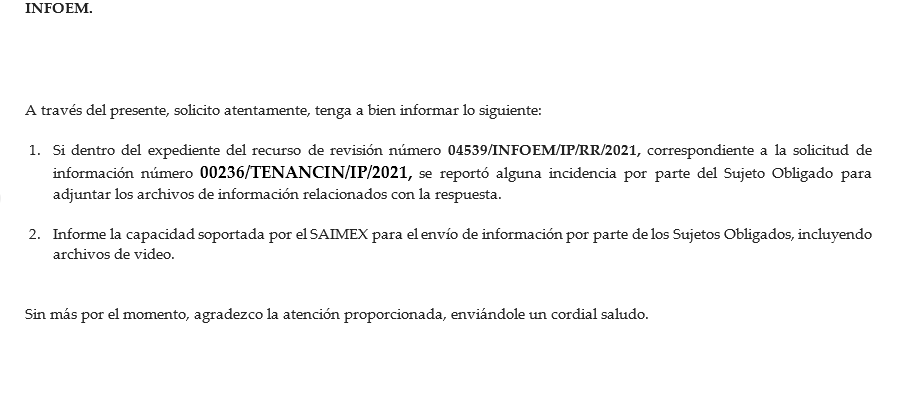 INFOEM.
A través del presente, solicito atentamente, tenga a bien informar lo siguiente:
1. Si dentro del expediente del recurso de revisión número 04539/INFOEM/IP/RR/2021, correspondiente a la solicitud de
información número 00236/TENANCIN/IP/2021, se reportó alguna incidencia por parte del Sujeto Obligado para
adjuntar los archivos de información relacionados con la respuesta.
2. Informe la capacidad soportada por el SAIMEX para el envío de información por parte de los Sujetos Obligados, incluyendo
archivos de video.
Sin más por el momento, agradezco la atención proporcionada, enviándole un cordial saludo.